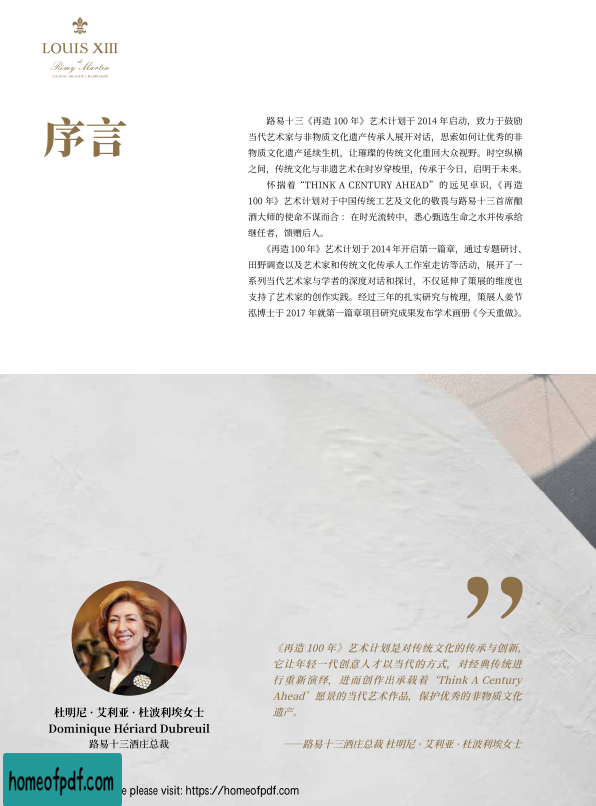 LOUIS XIII
de
Rémy Martin
COGNAC GRANDE CHAMPAGNE
序言
路易十三《再造 100 年》艺术计划于 2014 年启动，致力于鼓励
当代艺术家与非物质文化遗产传承人展开对话，思索如何让优秀的非
物质文化遗产延续生机，让璀璨的传统文化重回大众视野。时空纵横
之间，传统文化与非遗艺术在时岁穿梭里，传承于今日，启明于未来。
怀揣着“THINK A CENTURY AHEAD”的远见卓识，《再造
100 年》艺术计划对于中国传统工艺及文化的敬畏与路易十三首席酿
酒大师的使命不谋而合：在时光流转中，悉心甄选生命之水并传承给
继任者，馈赠后人。
《再造 100 年》艺术计划于 2014 年开启第一篇章，通过专题研讨、
田野调查以及艺术家和传统文化传承人工作室走访等活动，展开了一
系列当代艺术家与学者的深度对话和探讨，不仅延伸了策展的维度也
支持了艺术家的创作实践。经过三年的扎实研究与梳理，策展人姜节
泓博士于 2017 年就第一篇章项目研究成果发布学术画册《今天重做》。
”
《再造 100 年》艺术计划是对传统文化的传承与创新，
它让年轻一代创意人才以当代的方式，对经典传统进
行重新演绎，进而创作出承载着‘Think A Century
Ahead’愿景的当代艺术作品，保护优秀的非物质文化
遗产。
——路易十三酒庄总裁 杜明尼·艾利亚·杜波利埃女士
杜明尼·艾利亚·杜波利埃女士
Dominique Hériard Dubreuil
路易十三酒庄总裁
homeofpdf.com
e please visit: https://homeofpdf.com